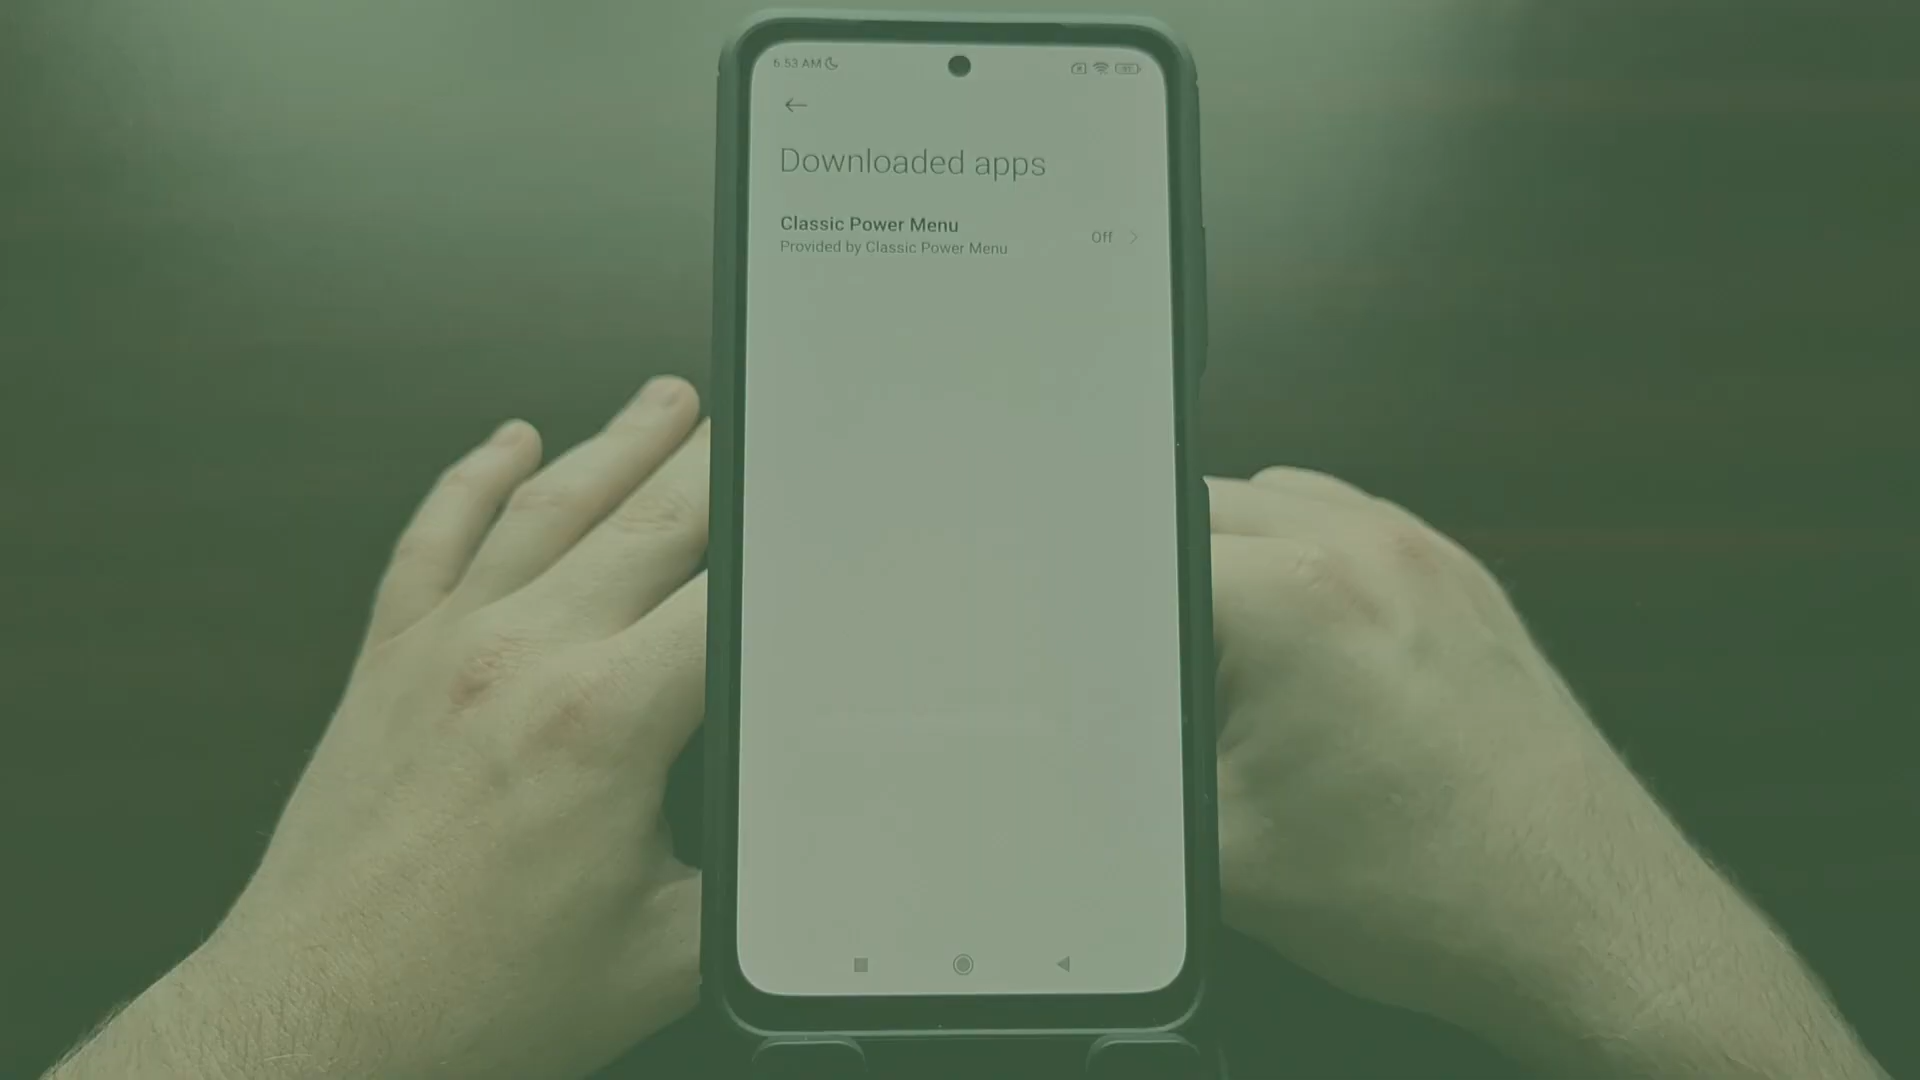 6:53 AM
Downloaded apps
Classic Power Menu
Provided by Classic Power Menu
Off